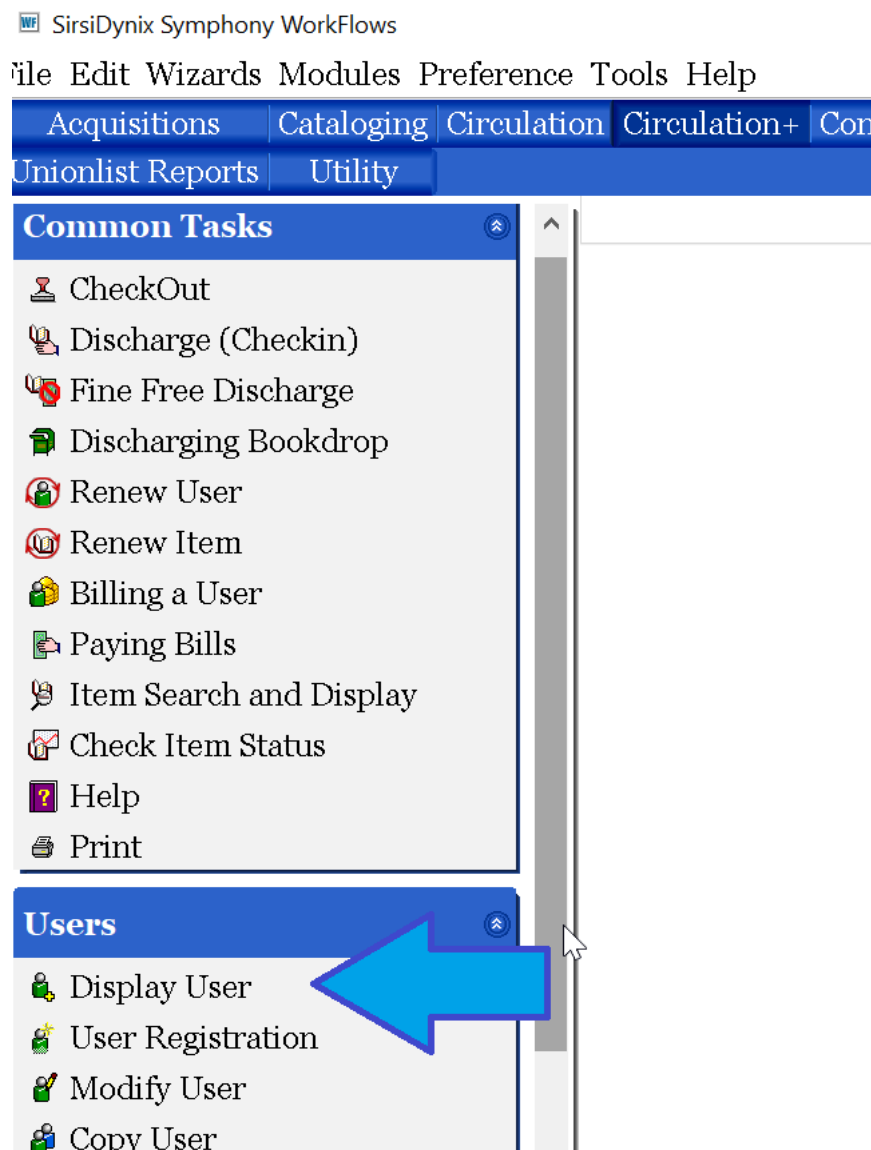 WF SirsiDynix Symphony WorkFlows
File Edit Wizards Modules Preference Tools Help
Acquisitions Cataloging Circulation Circulation+
Unionlist Reports Utility
Common Tasks
CheckOut
Discharge (Checkin)
Fine Free Discharge
Discharging Bookdrop
Renew User
Renew Item
Billing a User
Paying Bills
Item Search and Display
Check Item Status
? Help
Print
Users
Display User
User Registration
Modify User
Copy User